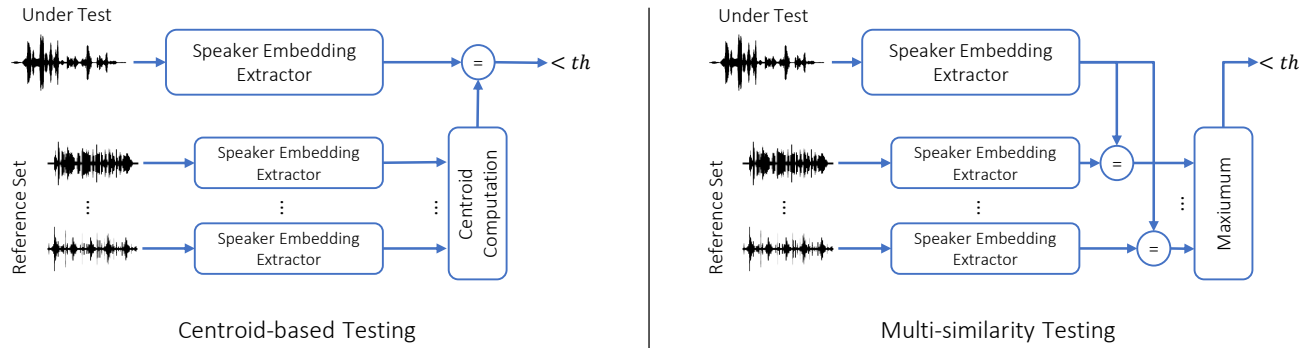 Under Test
Speaker Embedding
Extractor
=
< th
Reference Set
Speaker Embedding
Extractor
...
...
...
Speaker Embedding
Extractor
Centroid
Computation
Centroid-based Testing
Under Test
Speaker Embedding
Extractor
< th
Reference Set
Speaker Embedding
Extractor
=
...
...
...
Speaker Embedding
Extractor
=
Maxiumum
Multi-similarity Testing